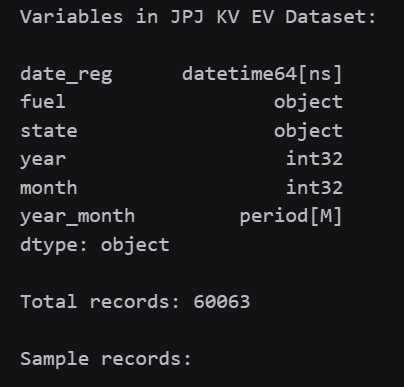 Variables in JPJ KV EV Dataset:
date_reg datetime64[ns]
fuel object
state object
year int32
month int32
year_month period[M]
dtype: object
Total records: 60063
Sample records: